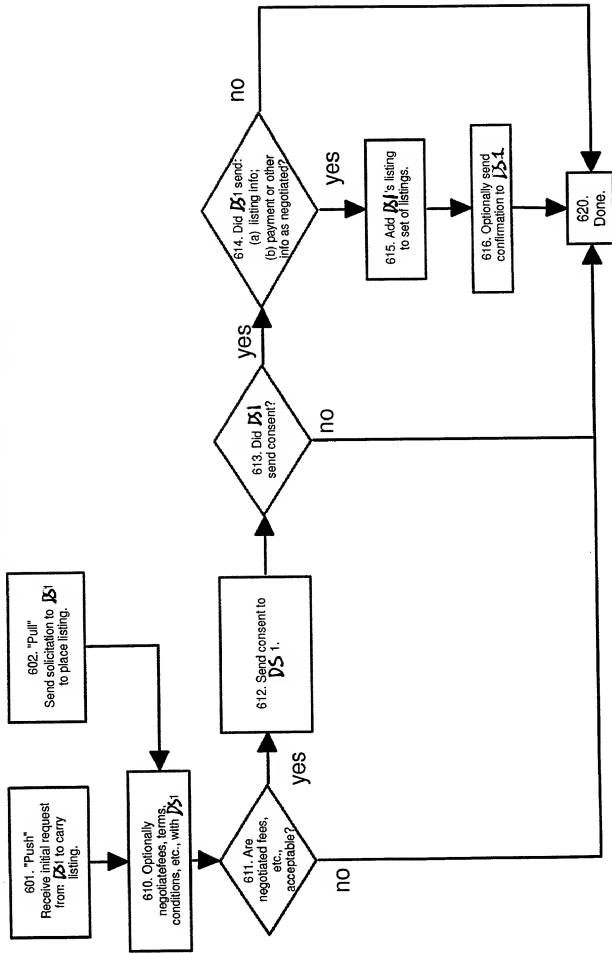 601. "Push"
Receive initial request
from DS1 to carry
listing.
602. "Pull"
Send solicitation to DS1
to place listing.
610. Optionally
negotiatefees, terms,
conditions, etc., with DS1
611. Are
negotiated fees,
etc.,
acceptable?
yes
no
612. Send consent to
DS 1.
613. Did DS1
send consent?
yes
no
614. Did DS1 send:
(a) listing info;
(b) payment or other
info as negotiated?
yes
no
615. Add DS1's listing
to set of listings.
616. Optionally send
confirmation to DS1.
620.
Done.